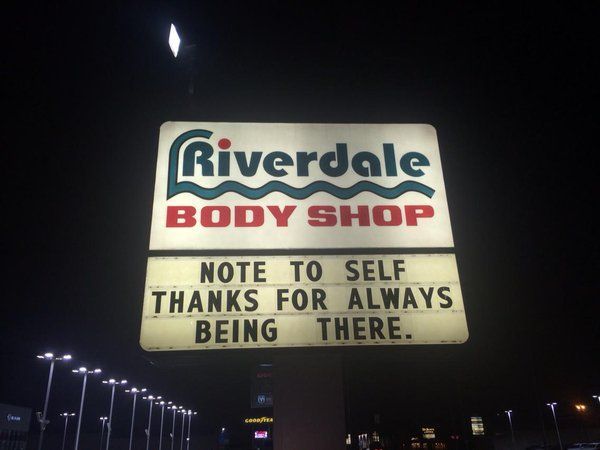 Riverdale
BODY SHOP
NOTE TO SELF
THANKS FOR ALWAYS
BEING THERE.
GOODYEAR